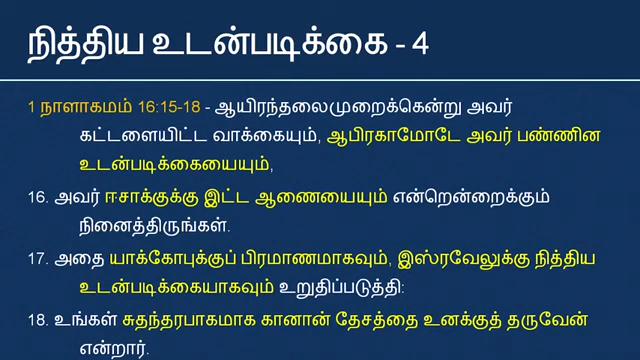 நித்திய உடன்படிக்கை - 4
1 நாளாகமம் 16:15-18 - ஆயிரந்தலைமுறைக்கென்று அவர்
கட்டளையிட்ட வாக்கையும், ஆபிரகாமோடே அவர் பண்ணின
உடன்படிக்கையையும்,
16. அவர் ஈசாக்குக்கு இட்ட ஆணையையும் என்றென்றைக்கும்
நினைத்திருங்கள்.
17. அதை யாக்கோபுக்குப் பிரமாணமாகவும், இஸ்ரவேலுக்கு நித்திய
உடன்படிக்கையாகவும் உறுதிப்படுத்தி:
18. உங்கள் சுதந்தரபாகமாக கானான் தேசத்தை உனக்குத் தருவேன்
என்றார்.